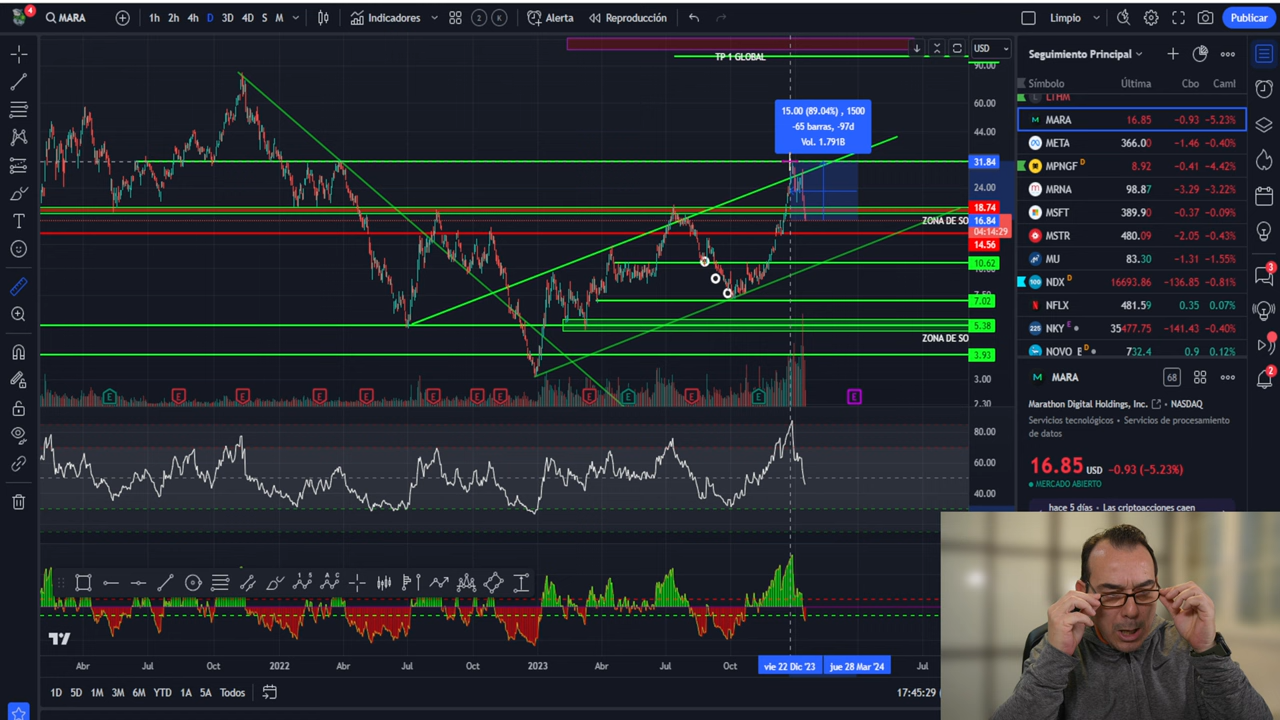 4
MARA
1h 2h 4h D 3D 4D S M
Indicadores
2 K
Alerta
Reproducción
Limpio
Publicar
TP 1 GLOBAL
USD
90.00
60.00
44.00
31.84
24.00
18.74
16.84
04:14:29
14.56
10.62
7.02
5.38
3.93
3.00
2.30
15.00 (89.04%) , 1500
-65 barras, -97d
Vol. 1.791B
ZONA DE SO
ZONA DE SO
E E E E E E E E E E E E E E
80.00
60.00
40.00
Abr Jul Oct 2022 Abr Jul Oct 2023 Abr Jul Oct vie 22 Dic '23 jue 28 Mar '24 Jul
1D 5D 1M 3M 6M YTD 1A 5A Todos
17:45:29
Seguimiento Principal
Símbolo Última Cbo Caml
LTHM
MARA 16.85 -0.93 -5.23%
META 366.00 -1.46 -0.40%
MPNGF D 8.92 -0.41 -4.42%
MRNA 98.87 -3.29 -3.22%
MSFT 389.90 -0.37 -0.09%
MSTR 480.09 -2.05 -0.43%
MU 83.30 -1.31 -1.55%
NDX D 16693.86 -136.85 -0.81%
NFLX 481.59 0.35 0.07%
NKY E 35477.75 -141.43 -0.40%
NOVO E D 732.4 0.9 0.12%
MARA
68
Marathon Digital Holdings, Inc. • NASDAQ
Servicios tecnológicos • Servicios de procesamiento
de datos
16.85 USD -0.93 (-5.23%)
MERCADO ABIERTO
hace 5 días • Las criptoacciones caen
3
2